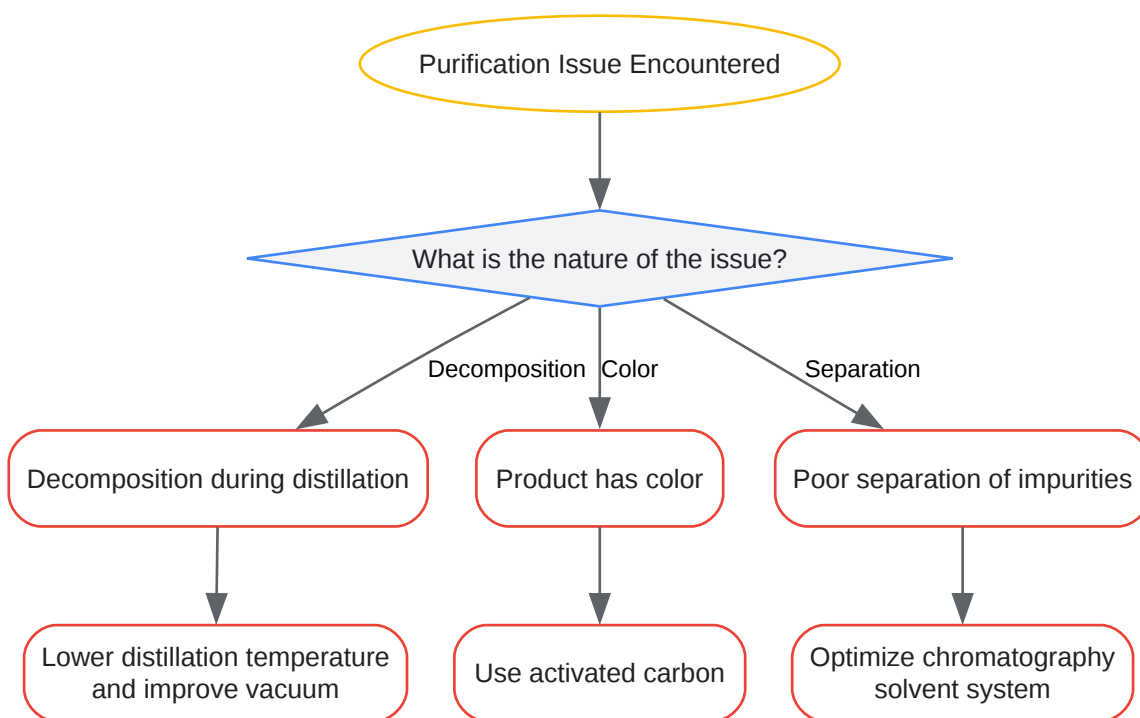 Purification Issue Encountered
What is the nature of the issue?
Decomposition
Color
Separation
Decomposition during distillation
Product has color
Poor separation of impurities
Lower distillation temperature
and improve vacuum
Use activated carbon
Optimize chromatography
solvent system